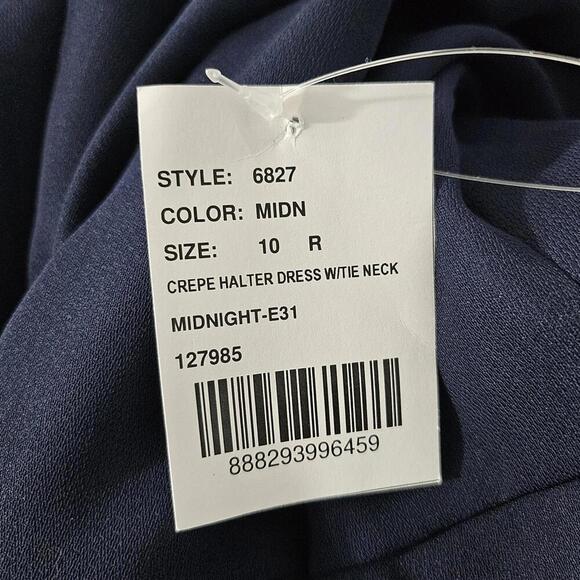 STYLE: 6827
COLOR: MIDN
SIZE: 10 R
CREPE HALTER DRESS W/TIE NECK
MIDNIGHT-E31
127985
888293996459